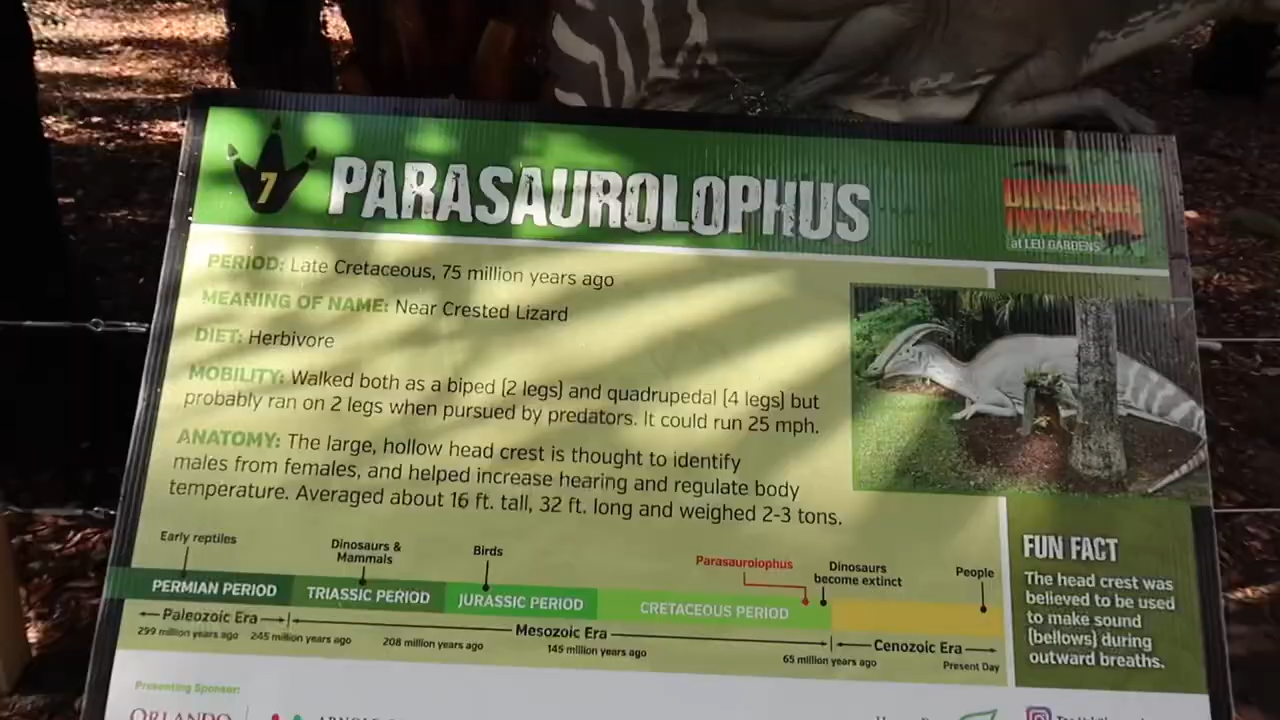 7
PARASAUROLOPHUS
DINOSAUR
INVASION
at LEU GARDENS
PERIOD: Late Cretaceous, 75 million years ago
MEANING OF NAME: Near Crested Lizard
DIET: Herbivore
MOBILITY: Walked both as a biped (2 legs) and quadrupedal (4 legs) but
probably ran on 2 legs when pursued by predators. It could run 25 mph.
ANATOMY: The large, hollow head crest is thought to identify
males from females, and helped increase hearing and regulate body
temperature. Averaged about 16 ft. tall, 32 ft. long and weighed 2-3 tons.
Early reptiles
Dinosaurs &
Mammals
Birds
Parasaurolophus
Dinosaurs
become extinct
People
PERMIAN PERIOD
TRIASSIC PERIOD
JURASSIC PERIOD
CRETACEOUS PERIOD
Paleozoic Era
Mesozoic Era
Cenozoic Era
299 million years ago
245 million years ago
208 million years ago
145 million years ago
65 million years ago
Present Day
FUN FACT
The head crest was
believed to be used
to make sound
(bellows) during
outward breaths.
Presenting Sponsor:
ORLANDO